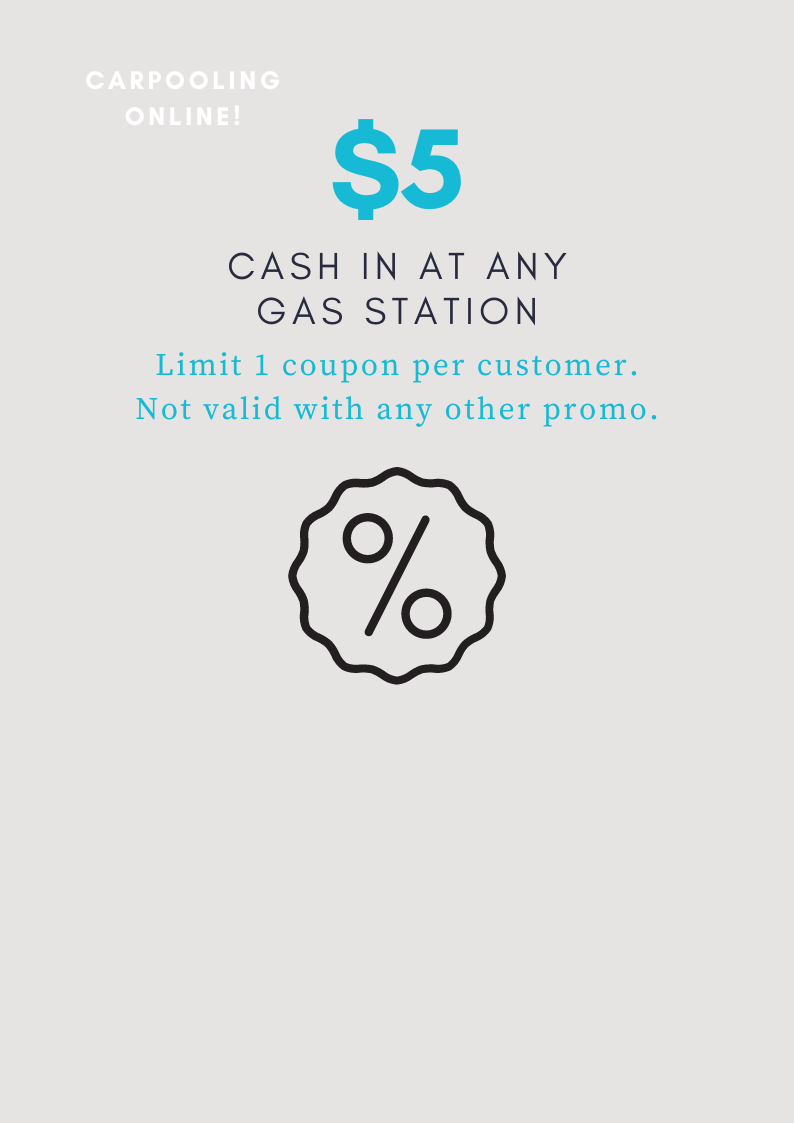 CARPOOLING
ONLINE!
$5
CASH IN AT ANY
GAS STATION
Limit 1 coupon per customer.
Not valid with any other promo.
%